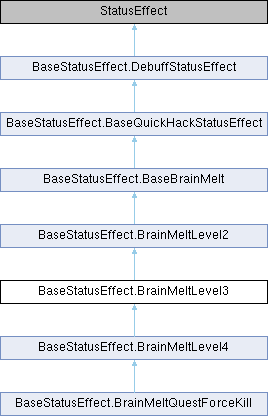 StatusEffect
BaseStatusEffect.DebuffStatusEffect
BaseStatusEffect.BaseQuickHackStatusEffect
BaseStatusEffect.BaseBrainMelt
BaseStatusEffect.BrainMeltLevel2
BaseStatusEffect.BrainMeltLevel3
BaseStatusEffect.BrainMeltLevel4
BaseStatusEffect.BrainMeltQuestForceKill